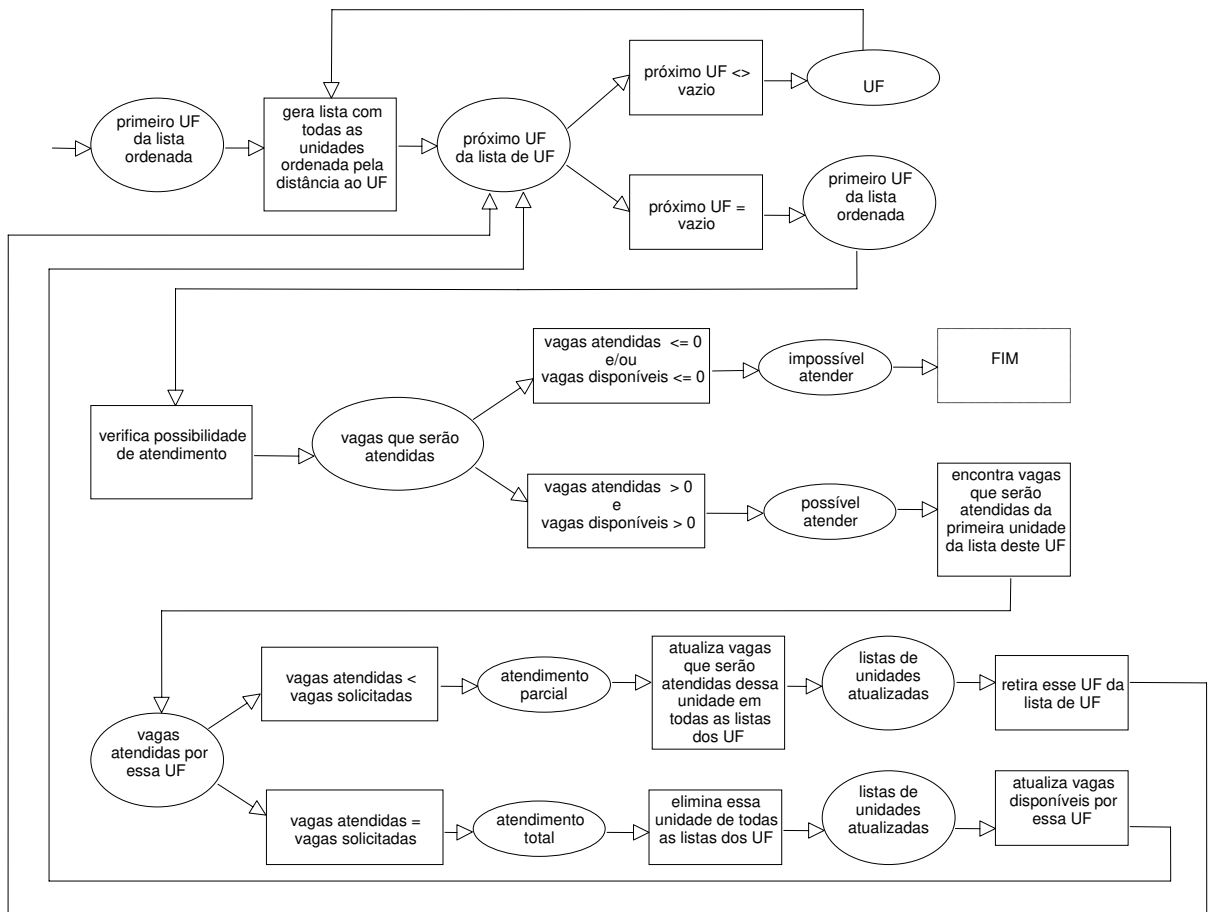 primeiro UF
da lista
ordenada
gera lista com
todas as
unidades
ordenada pela
distância ao UF
próximo UF
da lista de UF
próximo UF <>
vazio
UF
próximo UF =
vazio
primeiro UF
da lista
ordenada
verifica possibilidade
de atendimento
vagas que serão
atendidas
vagas atendidas <= 0
e/ou
vagas disponíveis <= 0
impossível
atender
FIM
vagas atendidas > 0
e
vagas disponíveis > 0
possível
atender
encontra vagas
que serão
atendidas da
primeira unidade
da lista deste UF
vagas
atendidas por
essa UF
vagas atendidas <
vagas solicitadas
atendimento
parcial
atualiza vagas
que serão
atendidas dessa
unidade em
todas as listas
dos UF
listas de
unidades
atualizadas
retira esse UF da
lista de UF
vagas atendidas =
vagas solicitadas
atendimento
total
elimina essa
unidade de todas
as listas dos UF
listas de
unidades
atualizadas
atualiza vagas
disponíveis por
essa UF